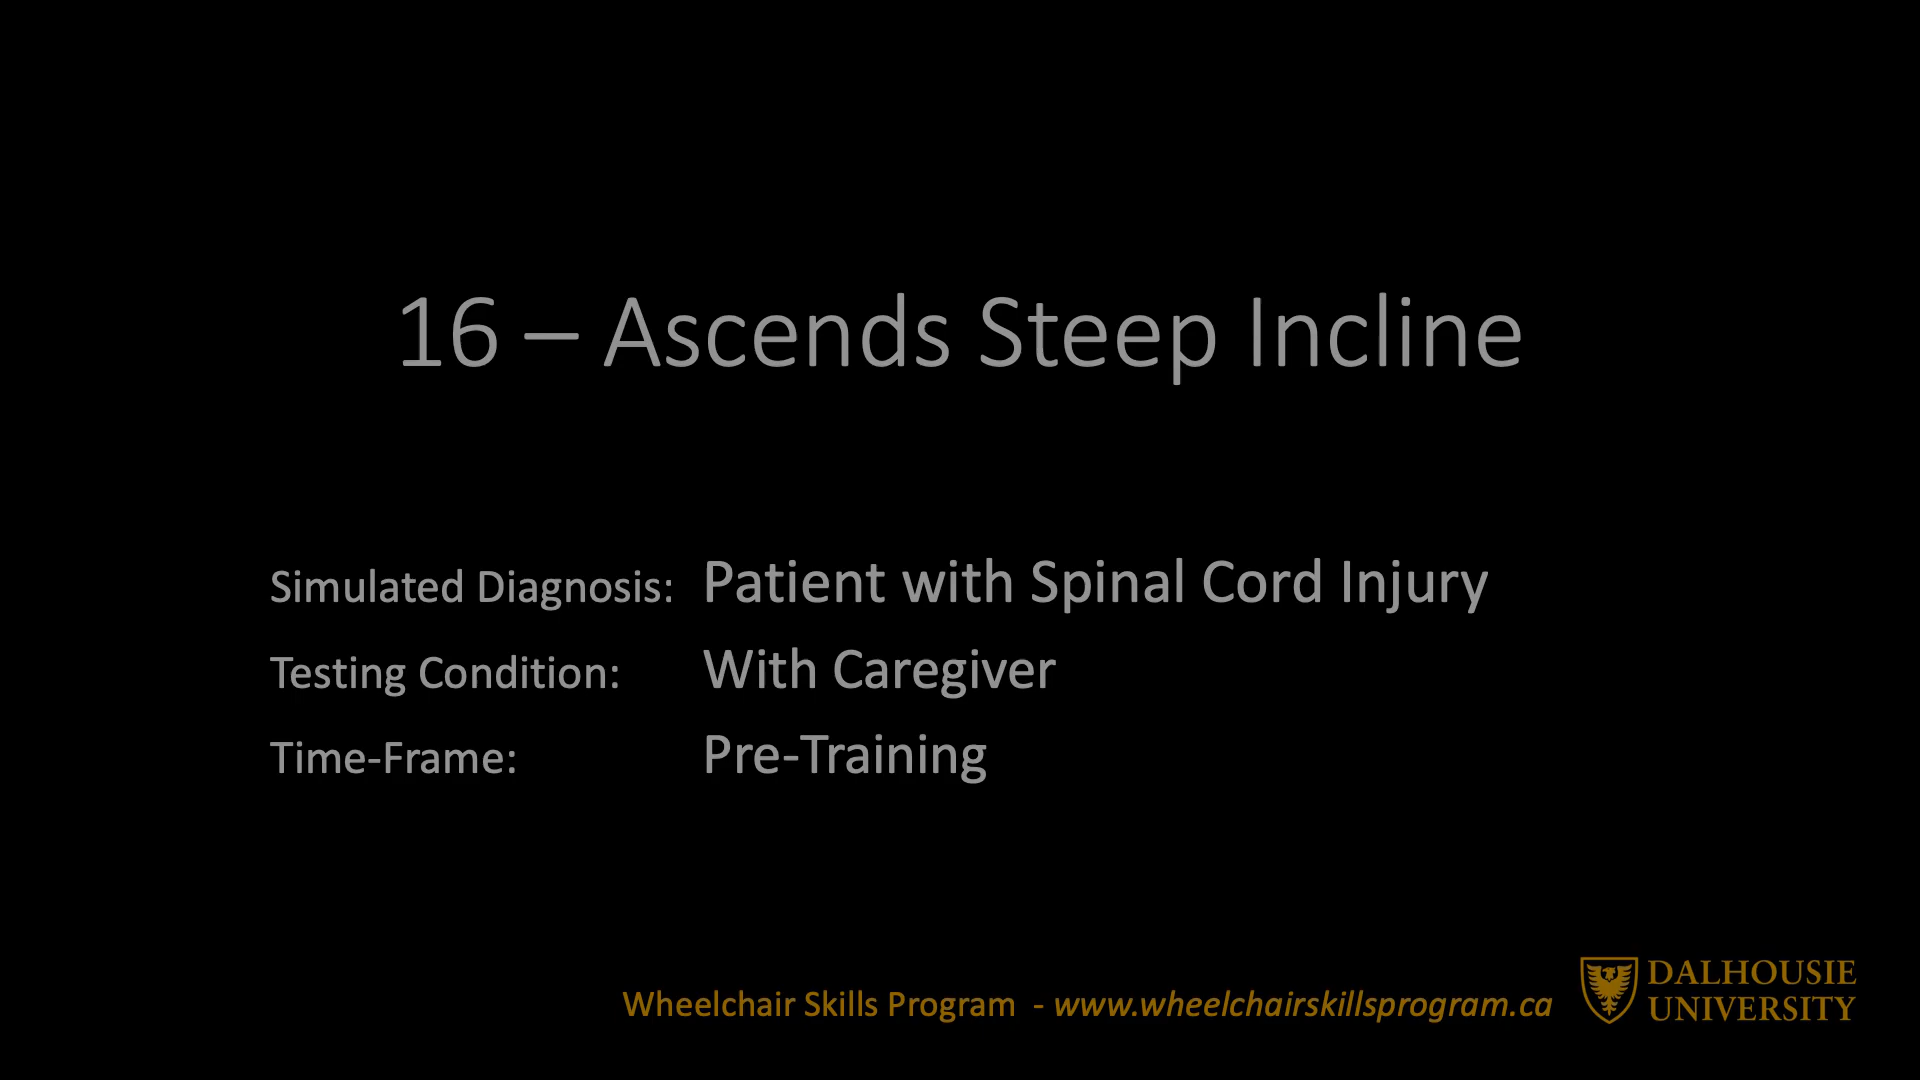 16 – Ascends Steep Incline
Simulated Diagnosis: Patient with Spinal Cord Injury
Testing Condition: With Caregiver
Time-Frame: Pre-Training
Wheelchair Skills Program - www.wheelchairskillsprogram.ca
DALHOUSIE
UNIVERSITY